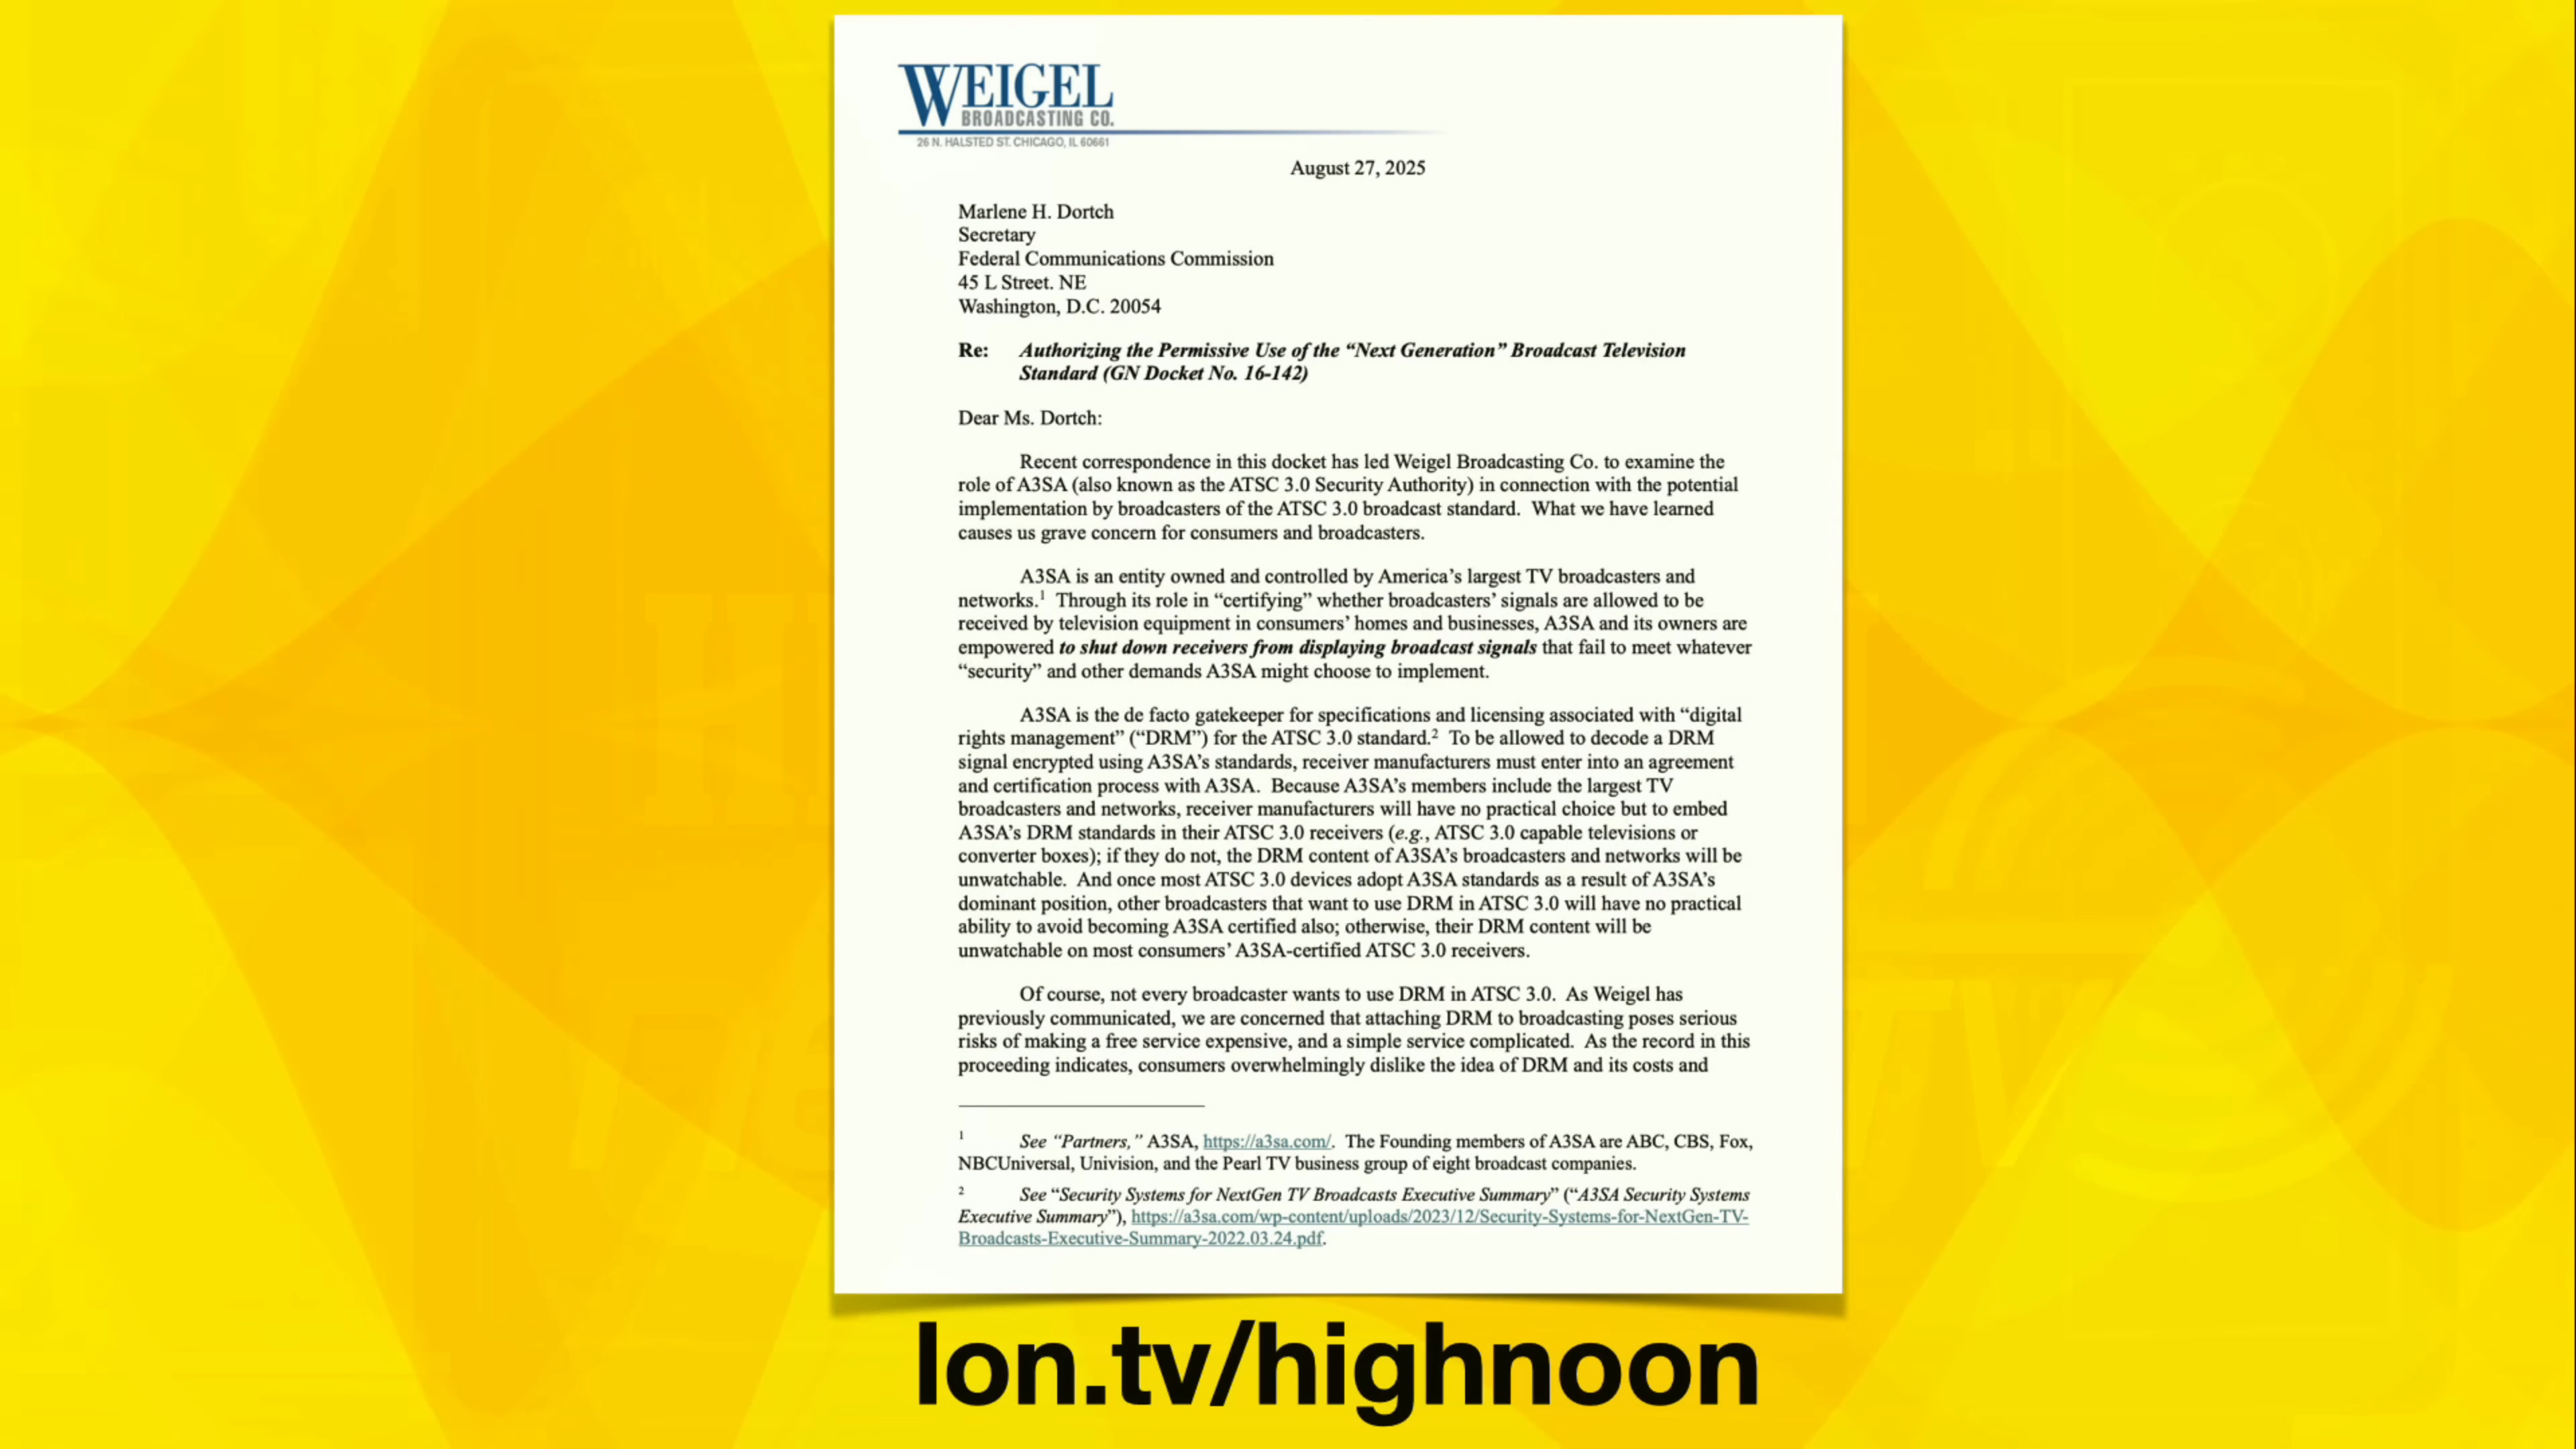 WEIGEL
BROADCASTING CO.
26 N. HALSTED ST. CHICAGO, IL 60661
August 27, 2025
Marlene H. Dortch
Secretary
Federal Communications Commission
45 L Street. NE
Washington, D.C. 20054
Re: Authorizing the Permissive Use of the “Next Generation” Broadcast Television
Standard (GN Docket No. 16-142)
Dear Ms. Dortch:
Recent correspondence in this docket has led Weigel Broadcasting Co. to examine the
role of A3SA (also known as the ATSC 3.0 Security Authority) in connection with the potential
implementation by broadcasters of the ATSC 3.0 broadcast standard. What we have learned
causes us grave concern for consumers and broadcasters.
A3SA is an entity owned and controlled by America’s largest TV broadcasters and
networks.1 Through its role in “certifying” whether broadcasters’ signals are allowed to be
received by television equipment in consumers’ homes and businesses, A3SA and its owners are
empowered to shut down receivers from displaying broadcast signals that fail to meet whatever
“security” and other demands A3SA might choose to implement.
A3SA is the de facto gatekeeper for specifications and licensing associated with “digital
rights management” (“DRM”) for the ATSC 3.0 standard.2 To be allowed to decode a DRM
signal encrypted using A3SA’s standards, receiver manufacturers must enter into an agreement
and certification process with A3SA. Because A3SA’s members include the largest TV
broadcasters and networks, receiver manufacturers will have no practical choice but to embed
A3SA’s DRM standards in their ATSC 3.0 receivers (e.g., ATSC 3.0 capable televisions or
converter boxes); if they do not, the DRM content of A3SA’s broadcasters and networks will be
unwatchable. And once most ATSC 3.0 devices adopt A3SA standards as a result of A3SA’s
dominant position, other broadcasters that want to use DRM in ATSC 3.0 will have no practical
ability to avoid becoming A3SA certified also; otherwise, their DRM content will be
unwatchable on most consumers’ A3SA-certified ATSC 3.0 receivers.
Of course, not every broadcaster wants to use DRM in ATSC 3.0. As Weigel has
previously communicated, we are concerned that attaching DRM to broadcasting poses serious
risks of making a free service expensive, and a simple service complicated. As the record in this
proceeding indicates, consumers overwhelmingly dislike the idea of DRM and its costs and
1 See “Partners,” A3SA, https://a3sa.com/. The Founding members of A3SA are ABC, CBS, Fox,
NBCUniversal, Univision, and the Pearl TV business group of eight broadcast companies.
2 See “Security Systems for NextGen TV Broadcasts Executive Summary” (“A3SA Security Systems
Executive Summary”), https://a3sa.com/wp-content/uploads/2023/12/Security-Systems-for-NextGen-TV-
Broadcasts-Executive-Summary-2022.03.24.pdf.
lon.tv/highnoon